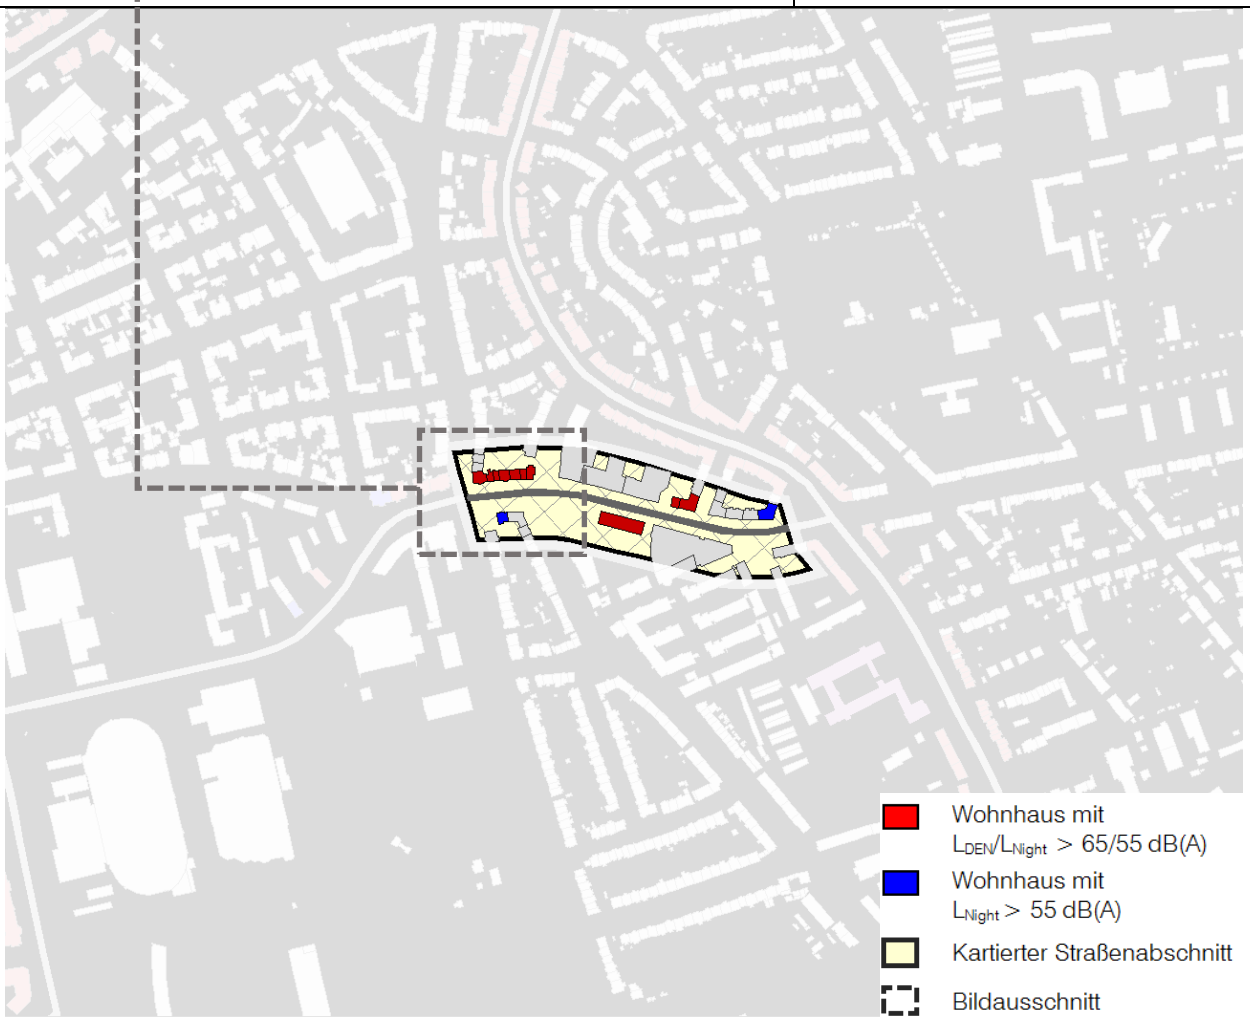 Wohnhaus mit
LDEN/LNight > 65/55 dB(A)
Wohnhaus mit
LNight > 55 dB(A)
Kartierter Straßenabschnitt
Bildausschnitt